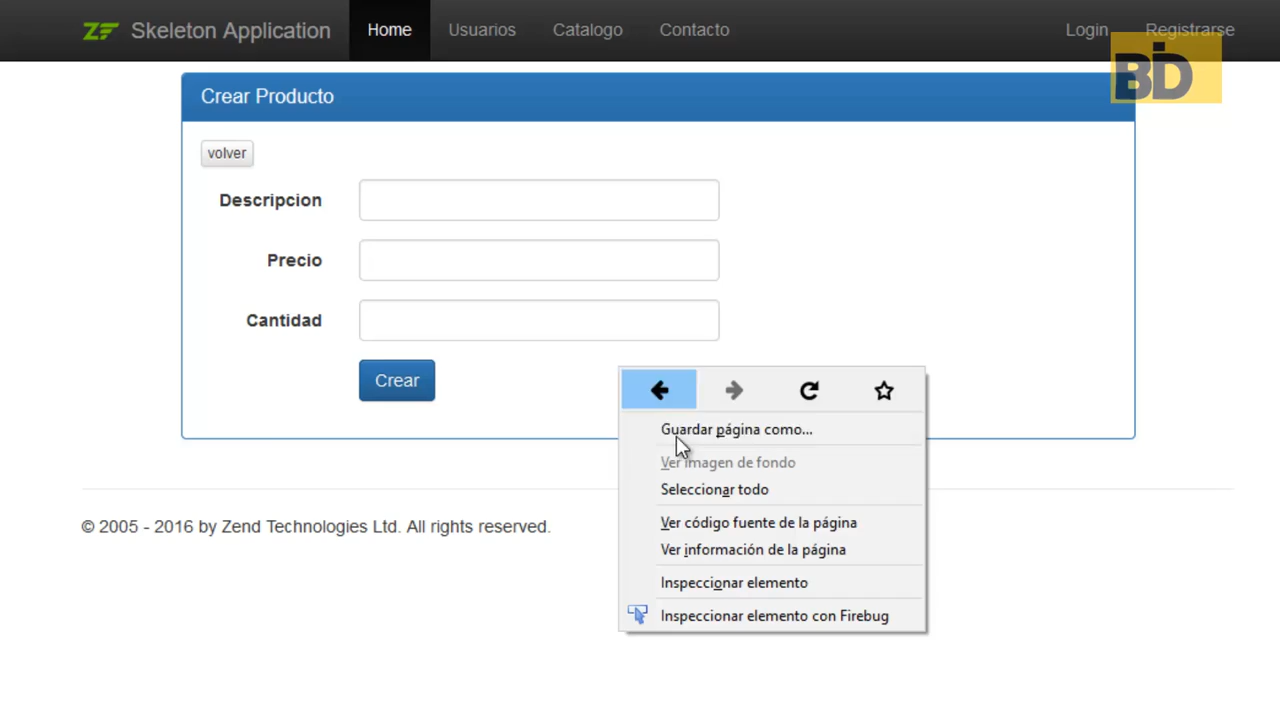 Skeleton Application Home Usuarios Catalogo Contacto Login Registrarse
BID
Crear Producto
volver
Descripcion
Precio
Cantidad
Crear
Guardar página como...
Ver imagen de fondo
Seleccionar todo
Ver código fuente de la página
Ver información de la página
Inspeccionar elemento
Inspeccionar elemento con Firebug
© 2005 - 2016 by Zend Technologies Ltd. All rights reserved.